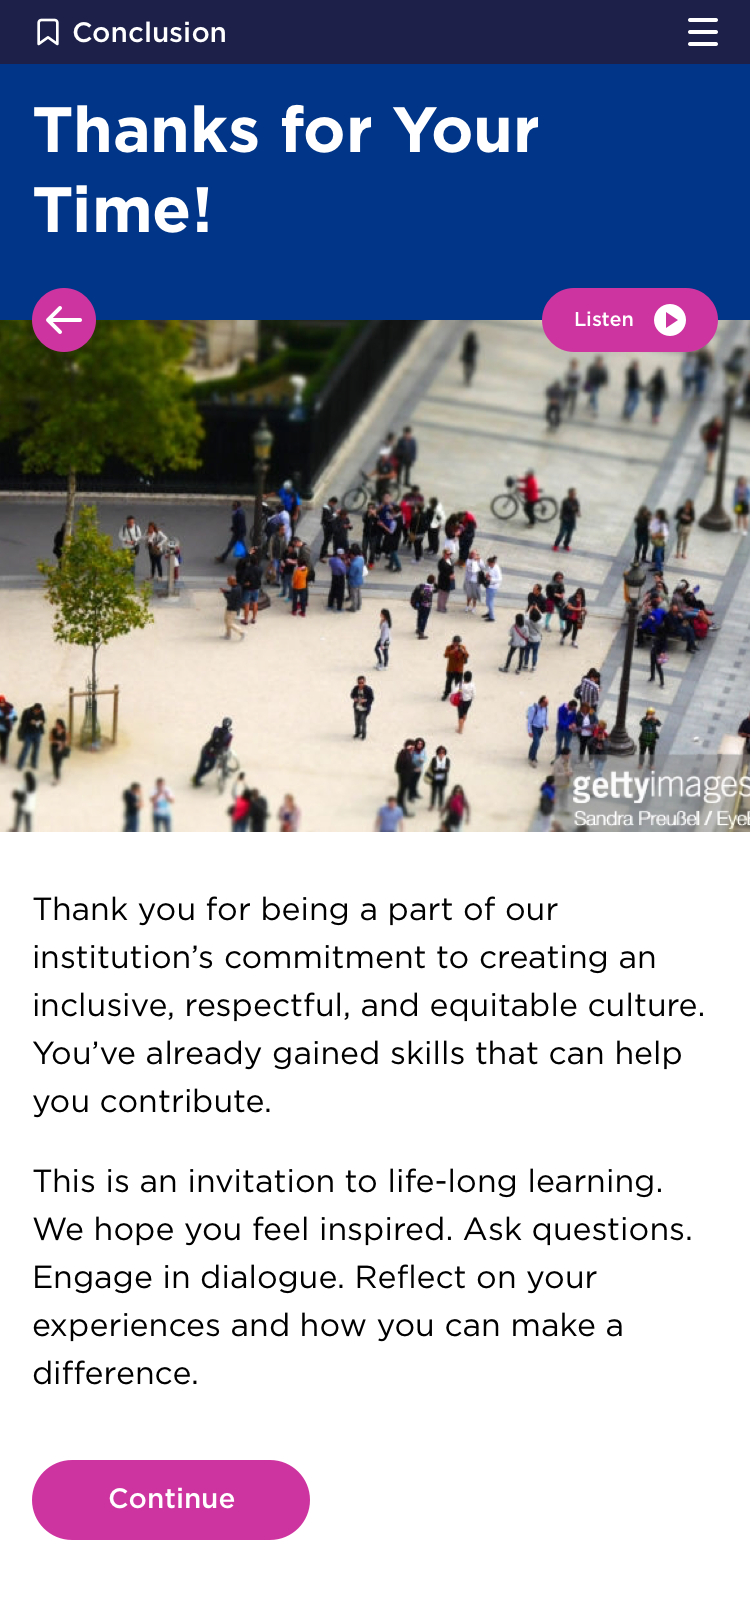 Conclusion
Thanks for Your
Time!
Listen
gettyimages
Sandra Preußel / Eye
Thank you for being a part of our
institution’s commitment to creating an
inclusive, respectful, and equitable culture.
You’ve already gained skills that can help
you contribute.
This is an invitation to life-long learning.
We hope you feel inspired. Ask questions.
Engage in dialogue. Reflect on your
experiences and how you can make a
difference.
Continue